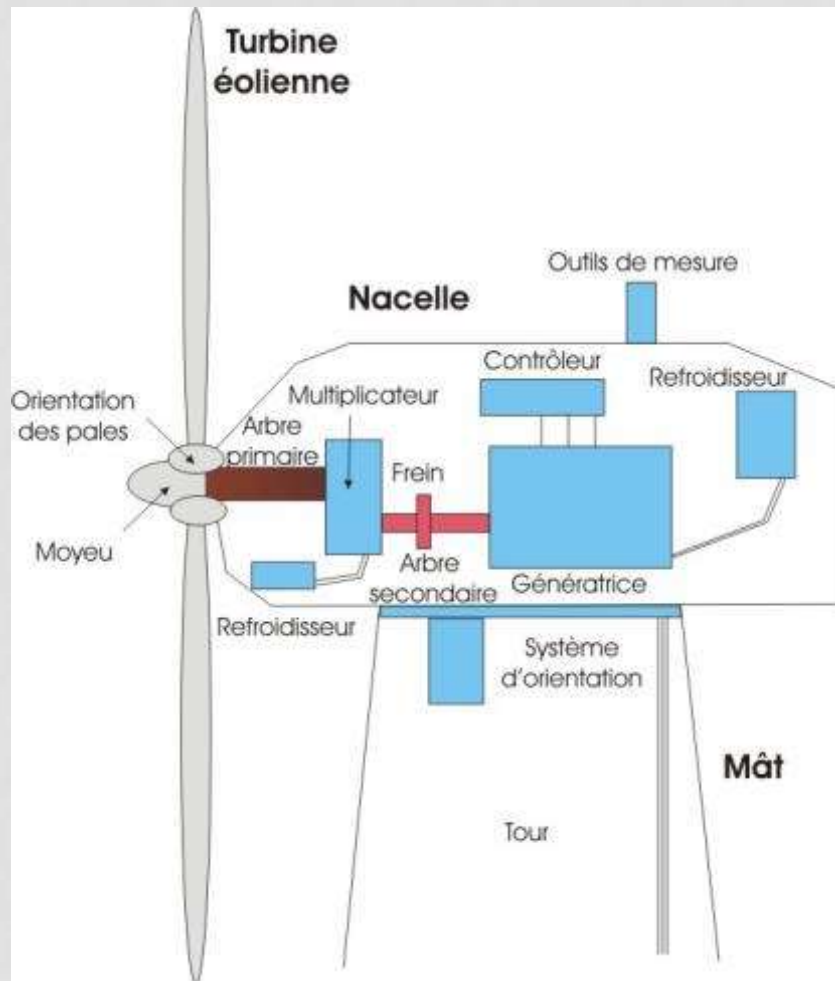 Turbine
éolienne
Outils de mesure
Nacelle
Contrôleur
Refroidisseur
Orientation
des pales
Multiplicateur
Arbre
primaire
Frein
Moyeu
Arbre
secondaire
Génératrice
Refroidisseur
Système
d'orientation
Mât
Tour